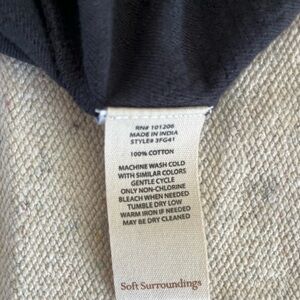 RN# 101206
MADE IN INDIA
STYLE# 3FG41
100% COTTON
MACHINE WASH COLD
WITH SIMILAR COLORS
GENTLE CYCLE
ONLY NON-CHLORINE
BLEACH WHEN NEEDED
TUMBLE DRY LOW
WARM IRON IF NEEDED
MAY BE DRY CLEANED
Soft Surroundings